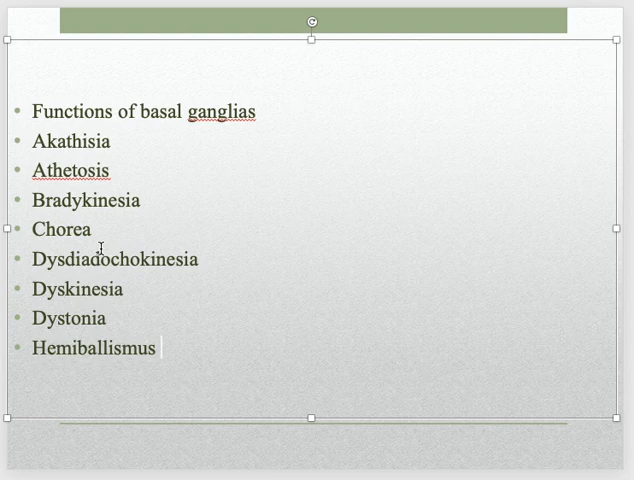 Functions of basal ganglias
Akathisia
Athetosis
Bradykinesia
Chorea
Dysdiadochokinesia
Dyskinesia
Dystonia
Hemiballismus